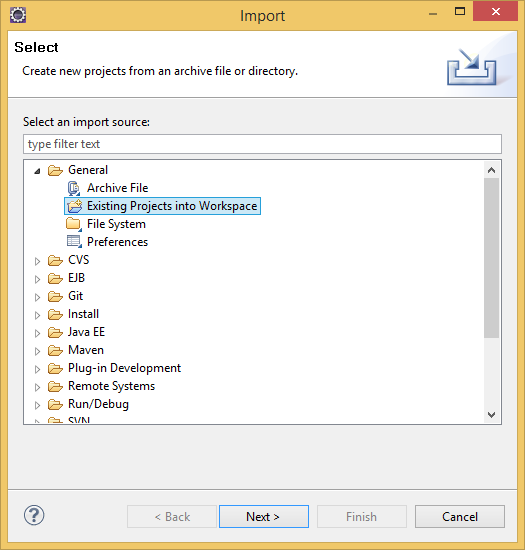 Import
Select
Create new projects from an archive file or directory.
Select an import source:
type filter text
General
Archive File
Existing Projects into Workspace
File System
Preferences
CVS
EJB
Git
Install
Java EE
Maven
Plug-in Development
Remote Systems
Run/Debug
SVN
< Back
Next >
Finish
Cancel